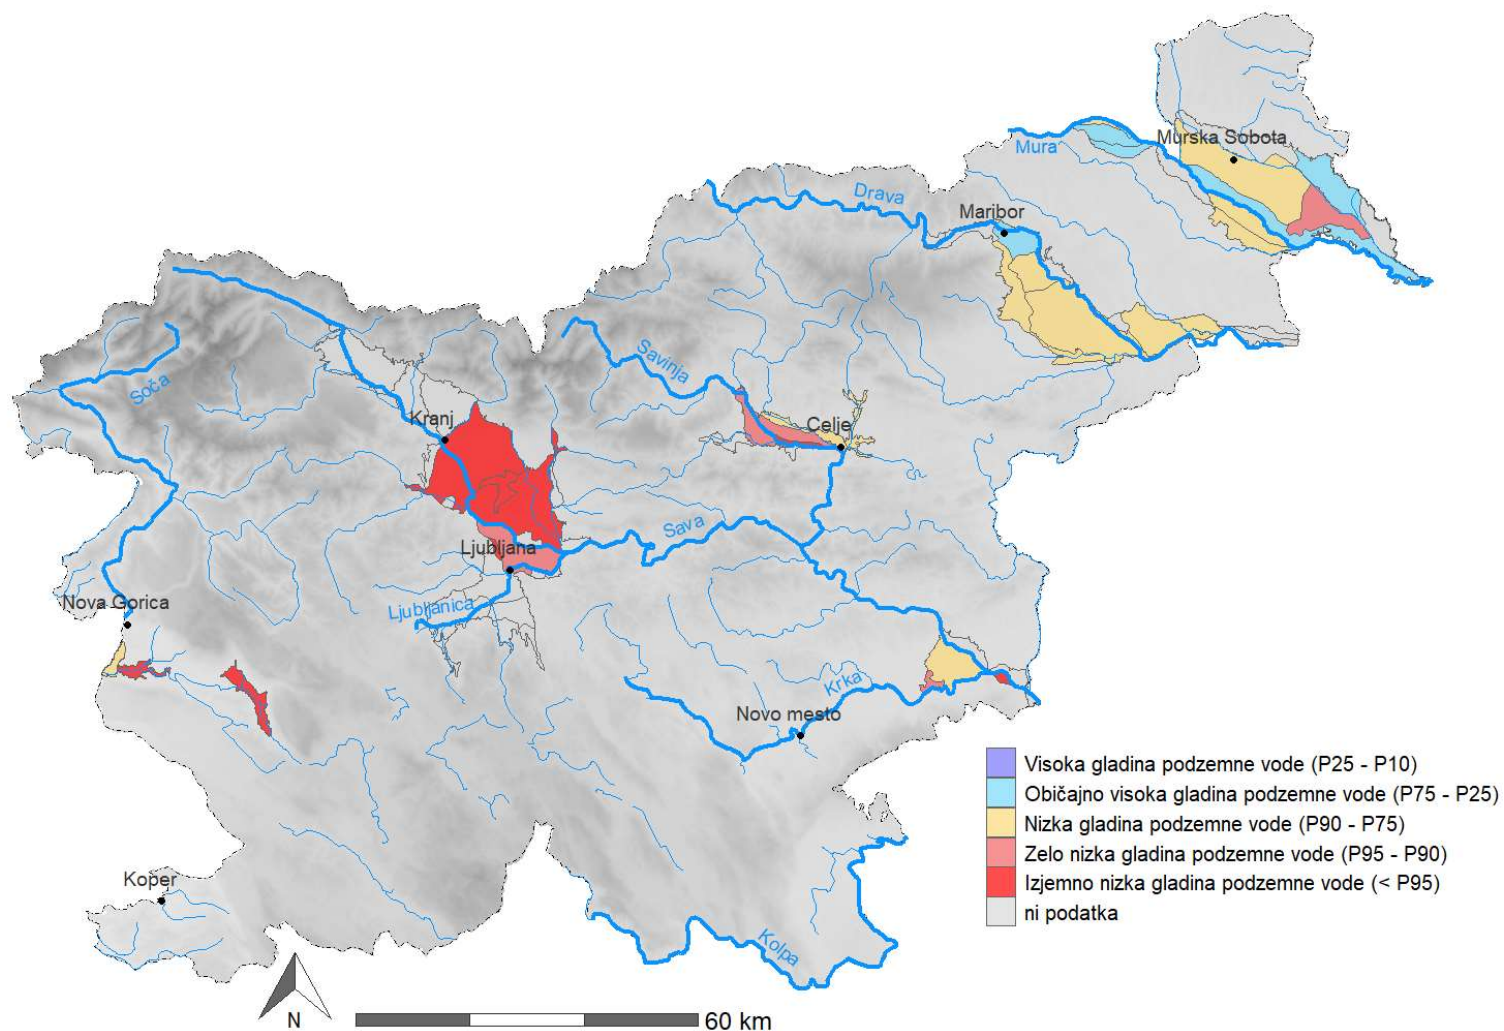 Murska Sobota
Mura
Drava
Maribor
Savinja
Soča
Kranj
Celje
Sava
Ljubljana
Nova Gorica
Ljubljanica
Krka
Novo mesto
Visoka gladina podzemne vode (P25 - P10)
Običajno visoka gladina podzemne vode (P75 - P25)
Nizka gladina podzemne vode (P90 - P75)
Zelo nizka gladina podzemne vode (P95 - P90)
Izjemno nizka gladina podzemne vode (< P95)
ni podatka
Koper
Kolpa
N
60 km